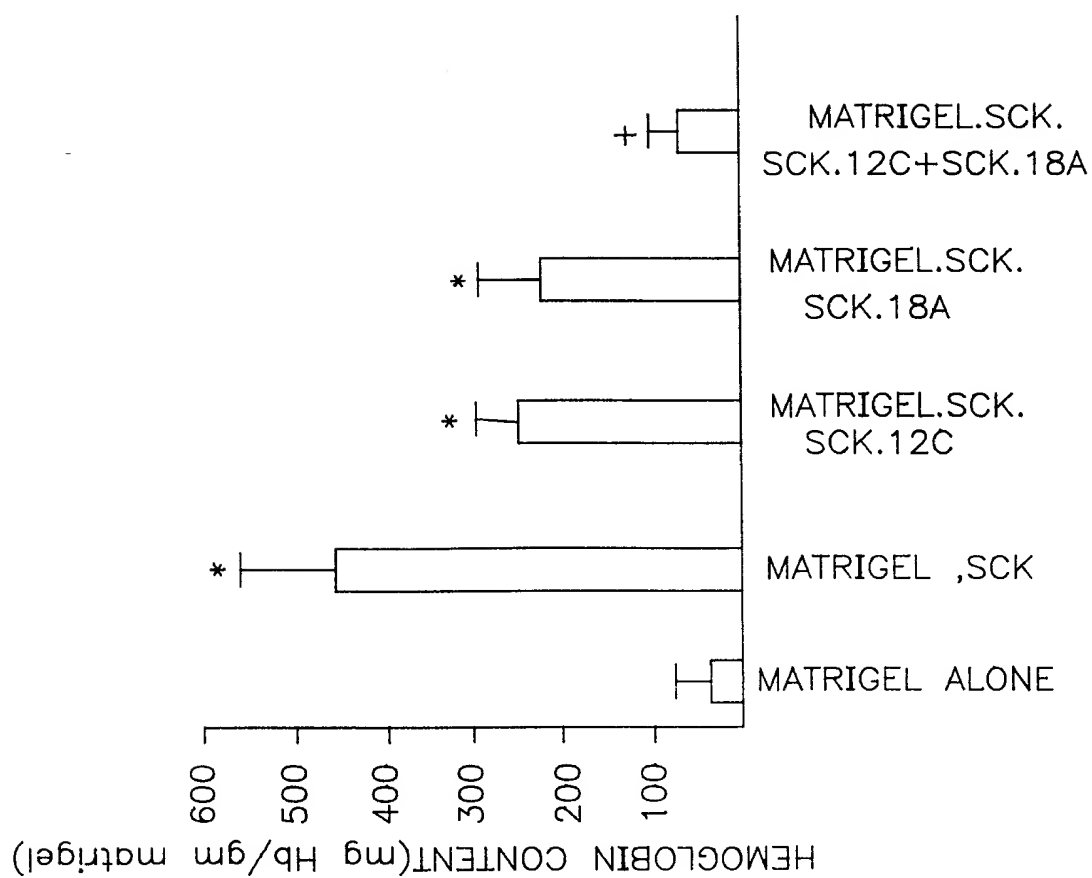 +
MATRIGEL.SCK.
SCK.12C+SCK.18A
*
MATRIGEL.SCK.
SCK.18A
*
MATRIGEL.SCK.
SCK.12C
*
MATRIGEL ,SCK
MATRIGEL ALONE
600
500
400
300
200
100
HEMOGLOBIN CONTENT(mg Hb/gm matrigel)